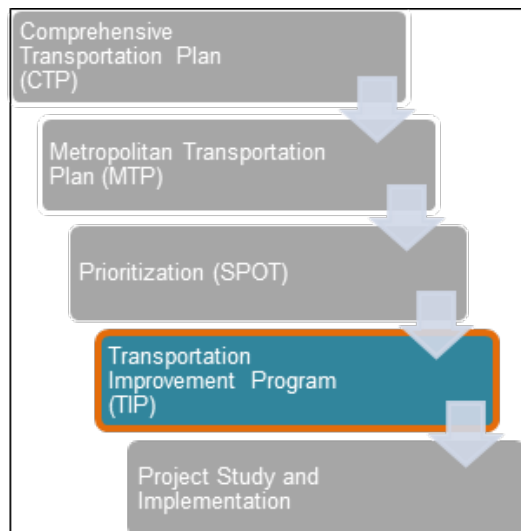 Comprehensive
Transportation Plan
(CTP)
Metropolitan Transportation
Plan (MTP)
Prioritization (SPOT)
Transportation
Improvement Program
(TIP)
Project Study and
Implementation